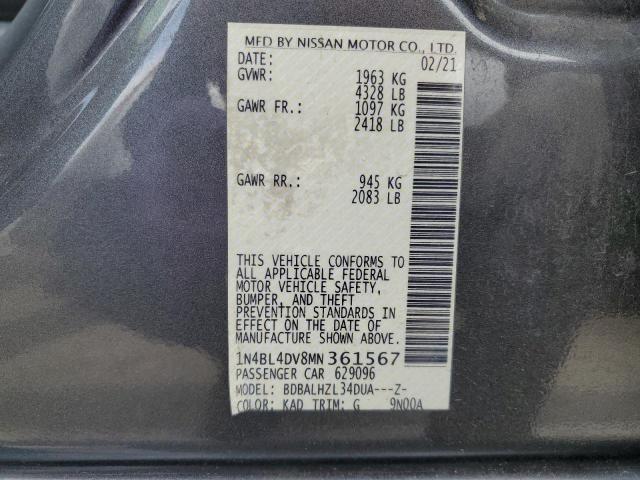 MFD BY NISSAN MOTOR CO., LTD.
DATE: 02/21
GVWR: 1963 KG
4328 LB
GAWR FR.: 1097 KG
2418 LB
GAWR RR.: 945 KG
2083 LB
THIS VEHICLE CONFORMS TO
ALL APPLICABLE FEDERAL
MOTOR VEHICLE SAFETY,
BUMPER, AND THEFT
PREVENTION STANDARDS IN
EFFECT ON THE DATE OF
MANUFACTURE SHOWN ABOVE.
1N4BL4DV8MN361567
PASSENGER CAR 629096
MODEL: BDBALHZL34DUA---Z-
COLOR: KAD TRIM: G 9N00A